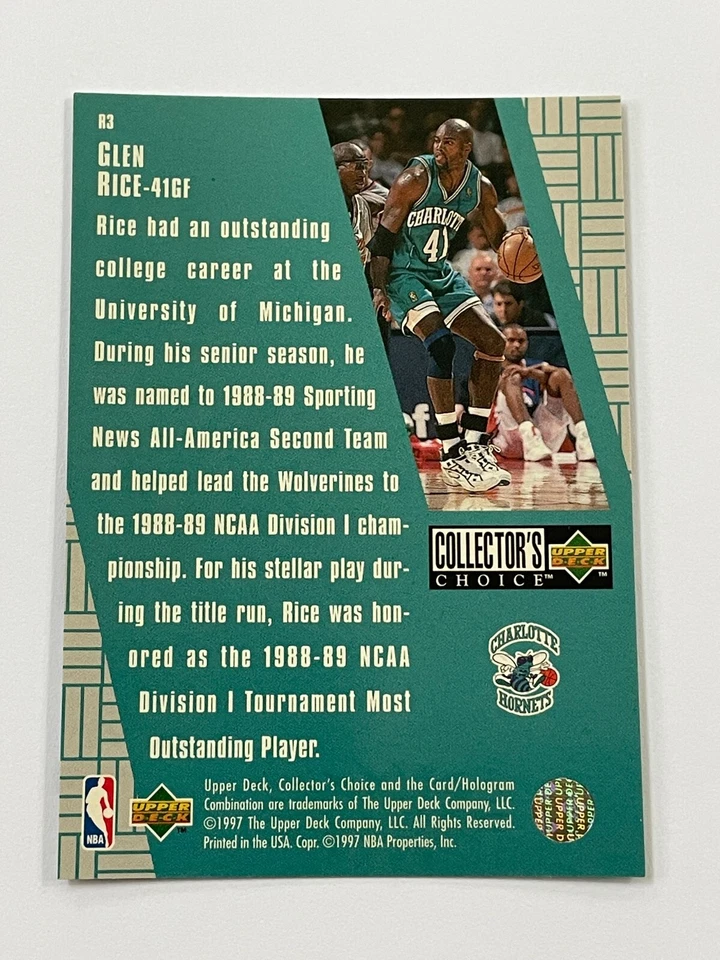 R3
GLEN
RICE-41GF
Rice had an outstanding
college career at the
University of Michigan.
During his senior season, he
was named to 1988-89 Sporting
News All-America Second Team
and helped lead the Wolverines to
the 1988-89 NCAA Division I cham-
pionship. For his stellar play dur-
ing the title run, Rice was hon-
ored as the 1988-89 NCAA
Division I Tournament Most
Outstanding Player.
CHARLOTTE
41
COLLECTOR'S
CHOICE™
UPPER
DECK™
CHARLOTTE
HORNETS
NBA
UPPER
DECK™
Upper Deck, Collector's Choice and the Card/Hologram
Combination are trademarks of The Upper Deck Company, LLC.
©1997 The Upper Deck Company, LLC. All Rights Reserved.
Printed in the USA. Copr. ©1997 NBA Properties, Inc.